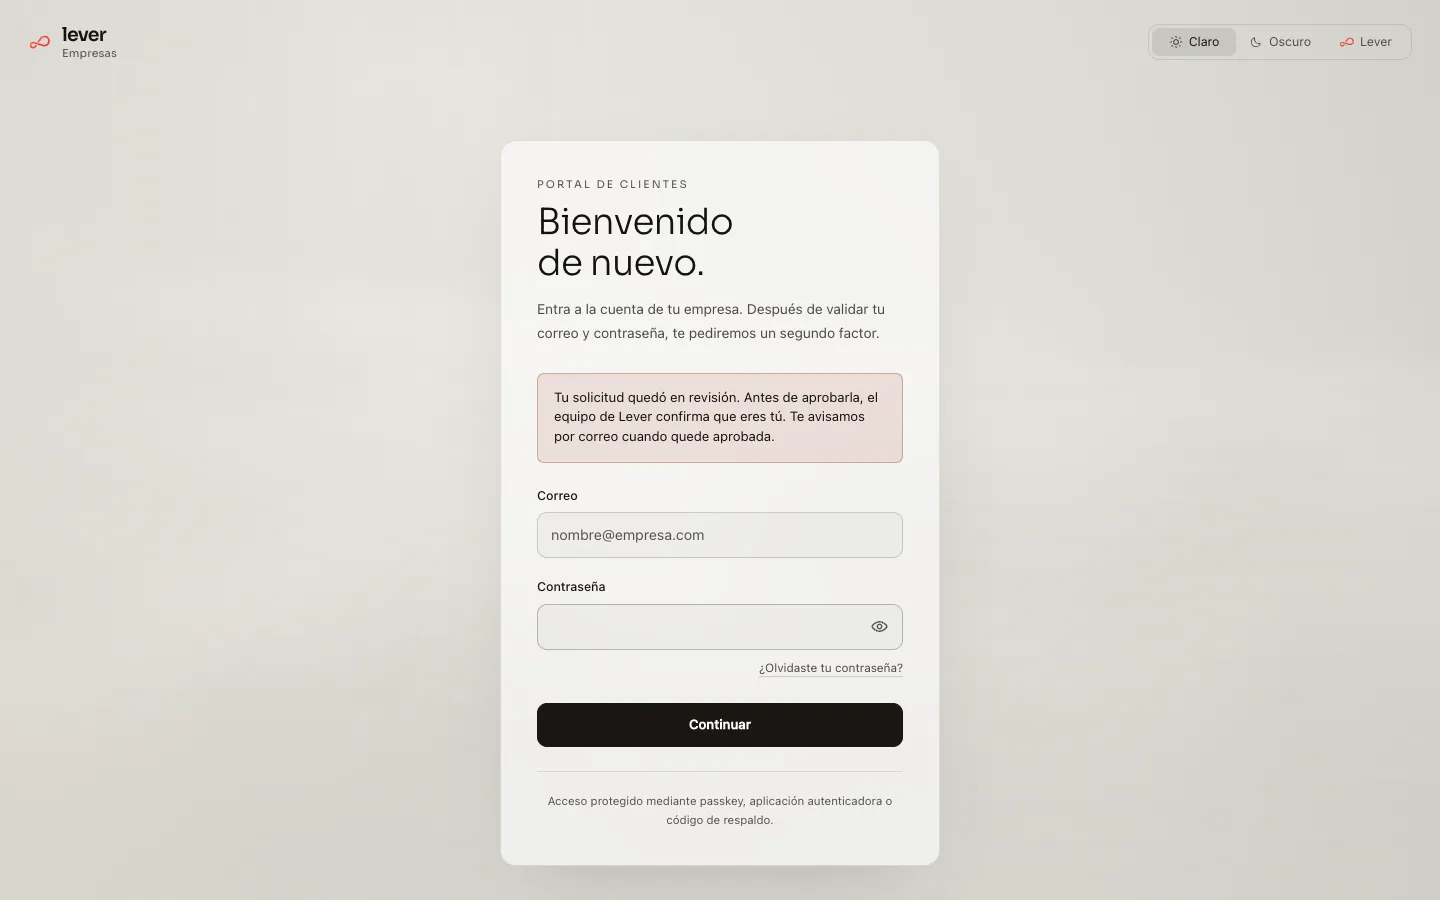 lever
Empresas
Claro
Oscuro
Lever
PORTAL DE CLIENTES
Bienvenido
de nuevo.
Entra a la cuenta de tu empresa. Después de validar tu
correo y contraseña, te pediremos un segundo factor.
Tu solicitud quedó en revisión. Antes de aprobarla, el
equipo de Lever confirma que eres tú. Te avisamos
por correo cuando quede aprobada.
Correo
nombre@empresa.com
Contraseña
¿Olvidaste tu contraseña?
Continuar
Acceso protegido mediante passkey, aplicación autenticadora o
código de respaldo.